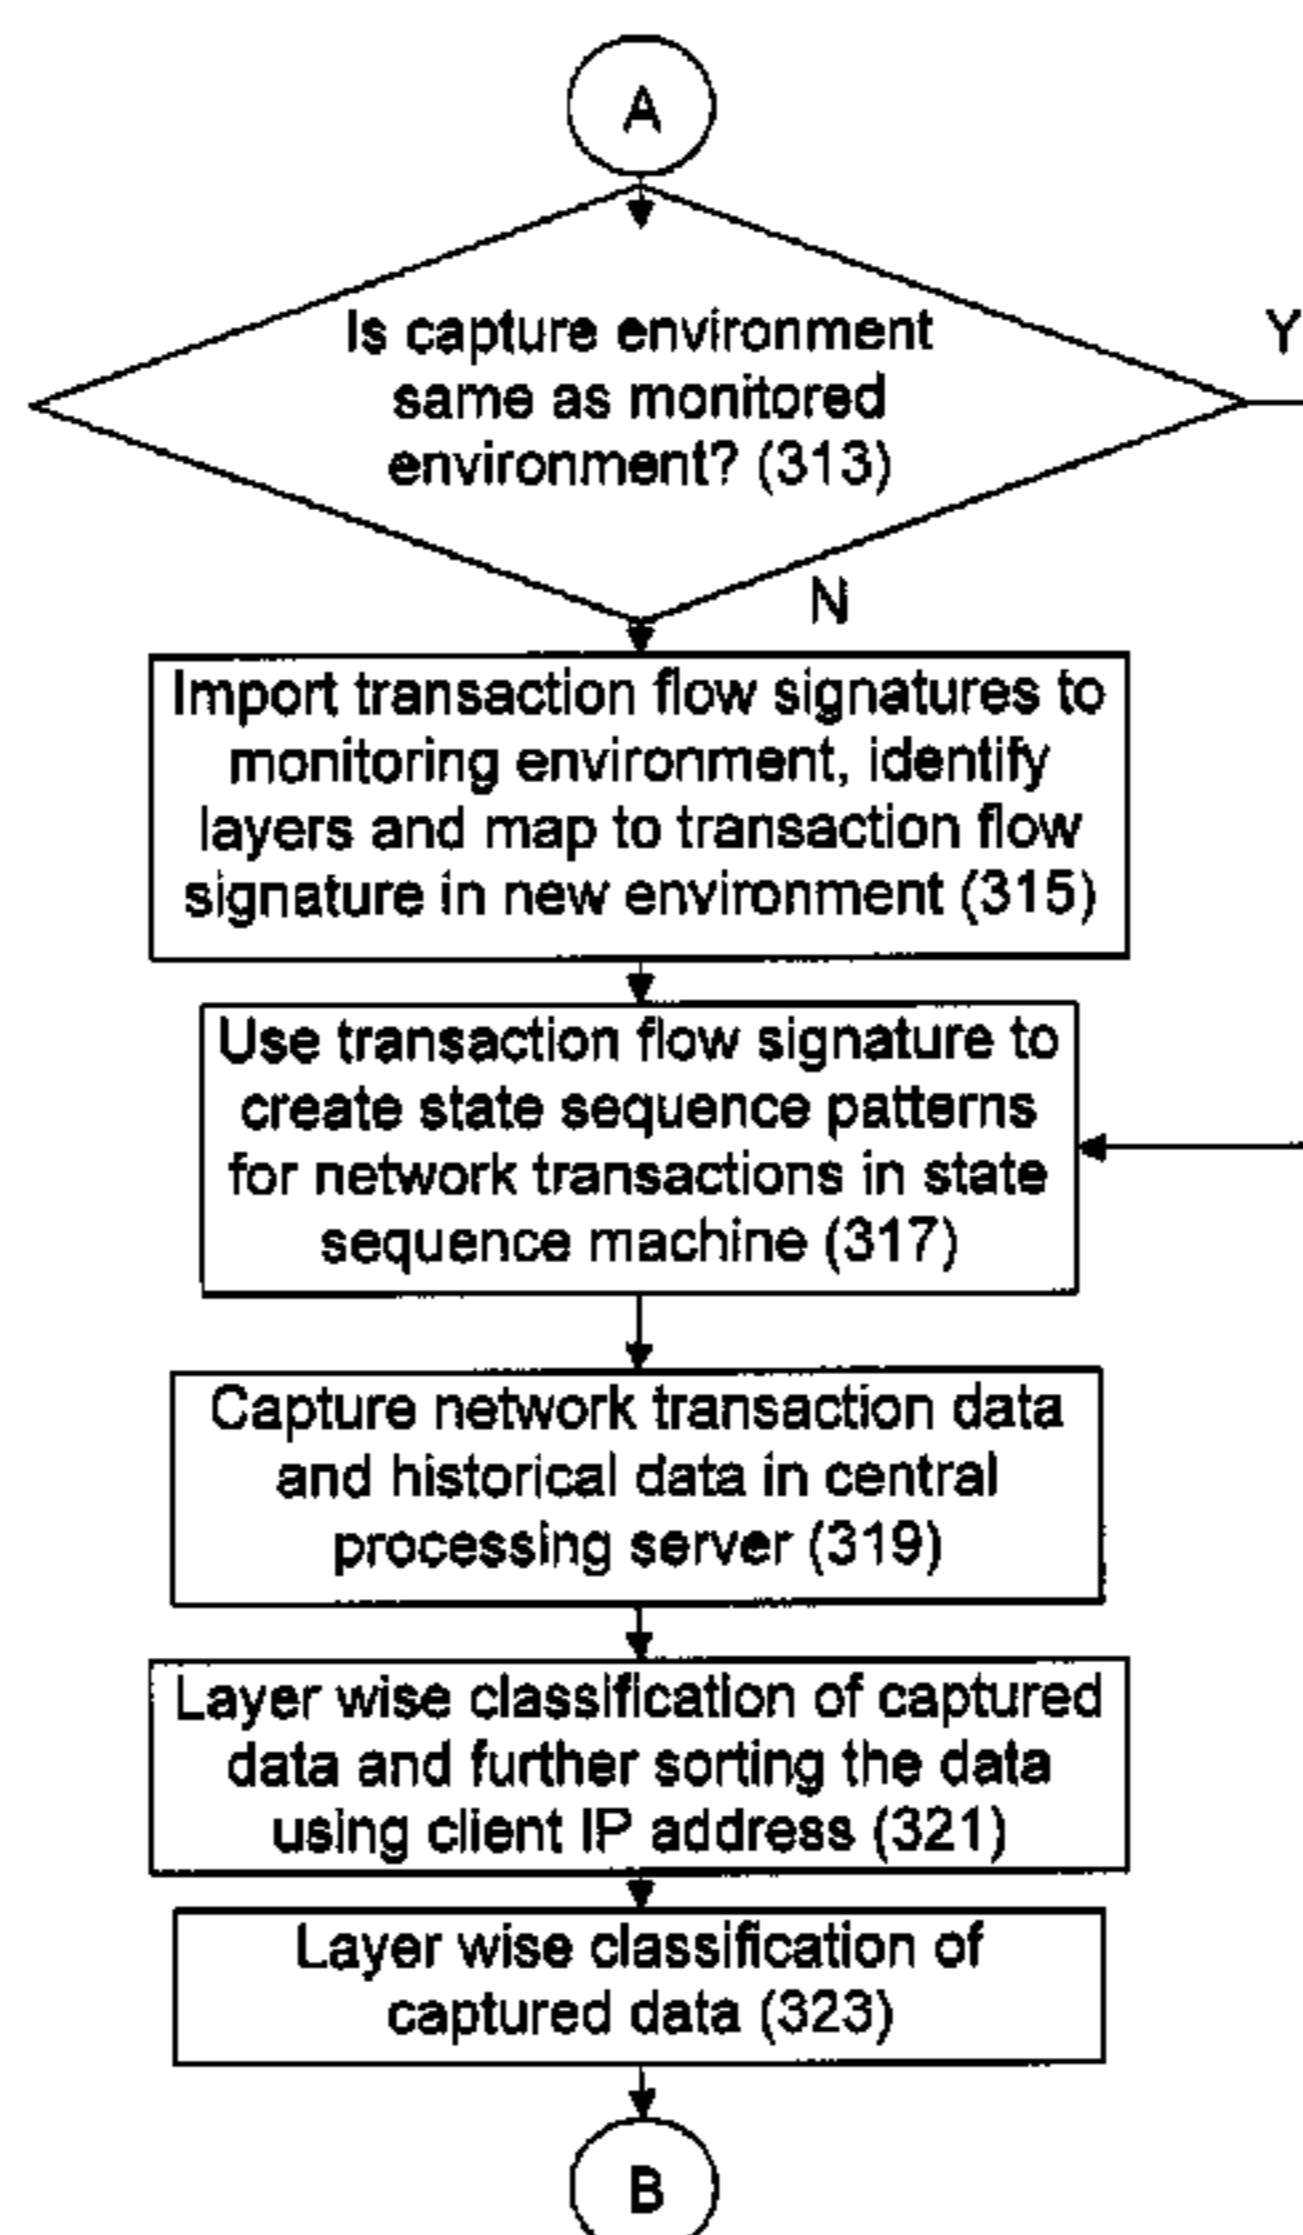 A
Is capture environment
same as monitored
environment? (313)
Y
N
Import transaction flow signatures to
monitoring environment, identify
layers and map to transaction flow
signature in new environment (315)
Use transaction flow signature to
create state sequence patterns
for network transactions in state
sequence machine (317)
Capture network transaction data
and historical data in central
processing server (319)
Layer wise classification of captured
data and further sorting the data
using client IP address (321)
Layer wise classification of
captured data (323)
B